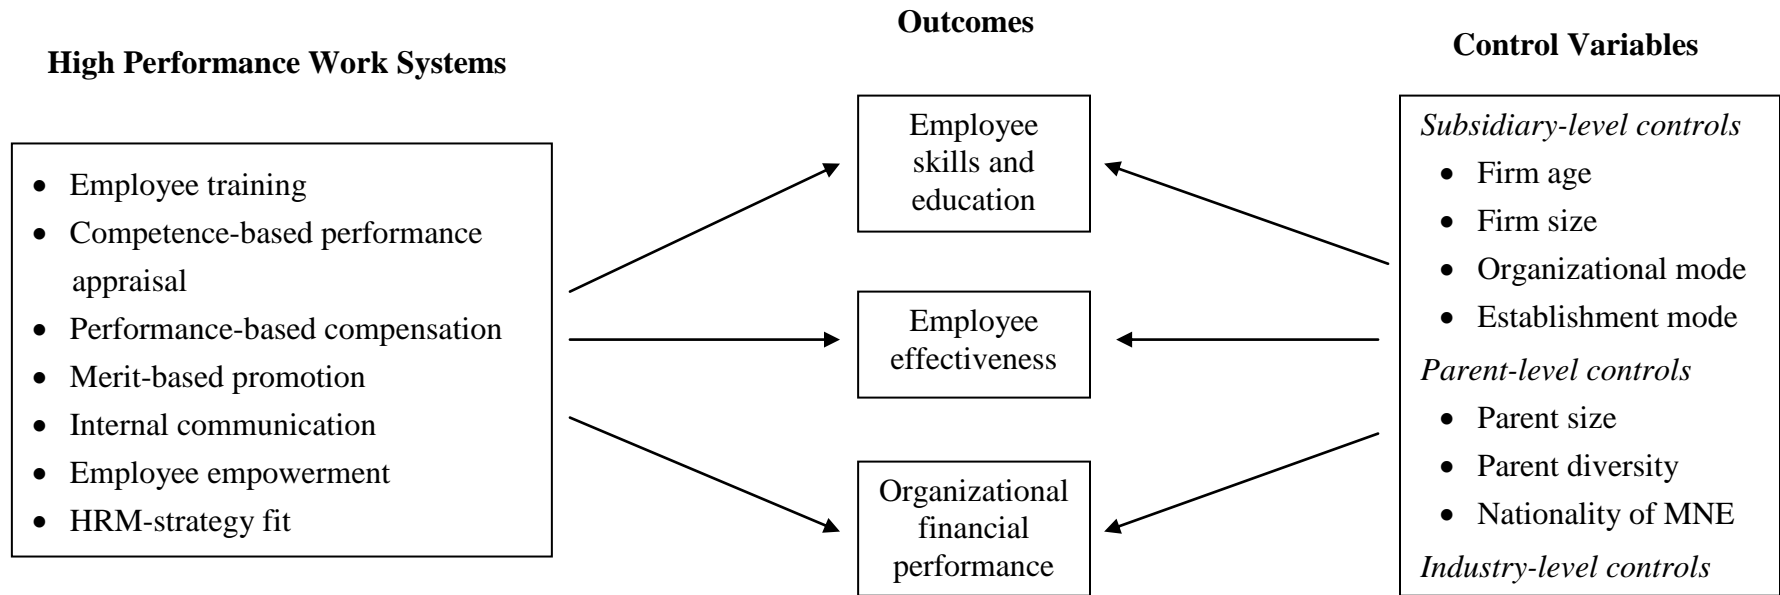 High Performance Work Systems
• Employee training
• Competence-based performance
appraisal
• Performance-based compensation
• Merit-based promotion
• Internal communication
• Employee empowerment
• HRM-strategy fit
Outcomes
Employee
skills and
education
Employee
effectiveness
Organizational
financial
performance
Control Variables
Subsidiary-level controls
• Firm age
• Firm size
• Organizational mode
• Establishment mode
Parent-level controls
• Parent size
• Parent diversity
• Nationality of MNE
Industry-level controls